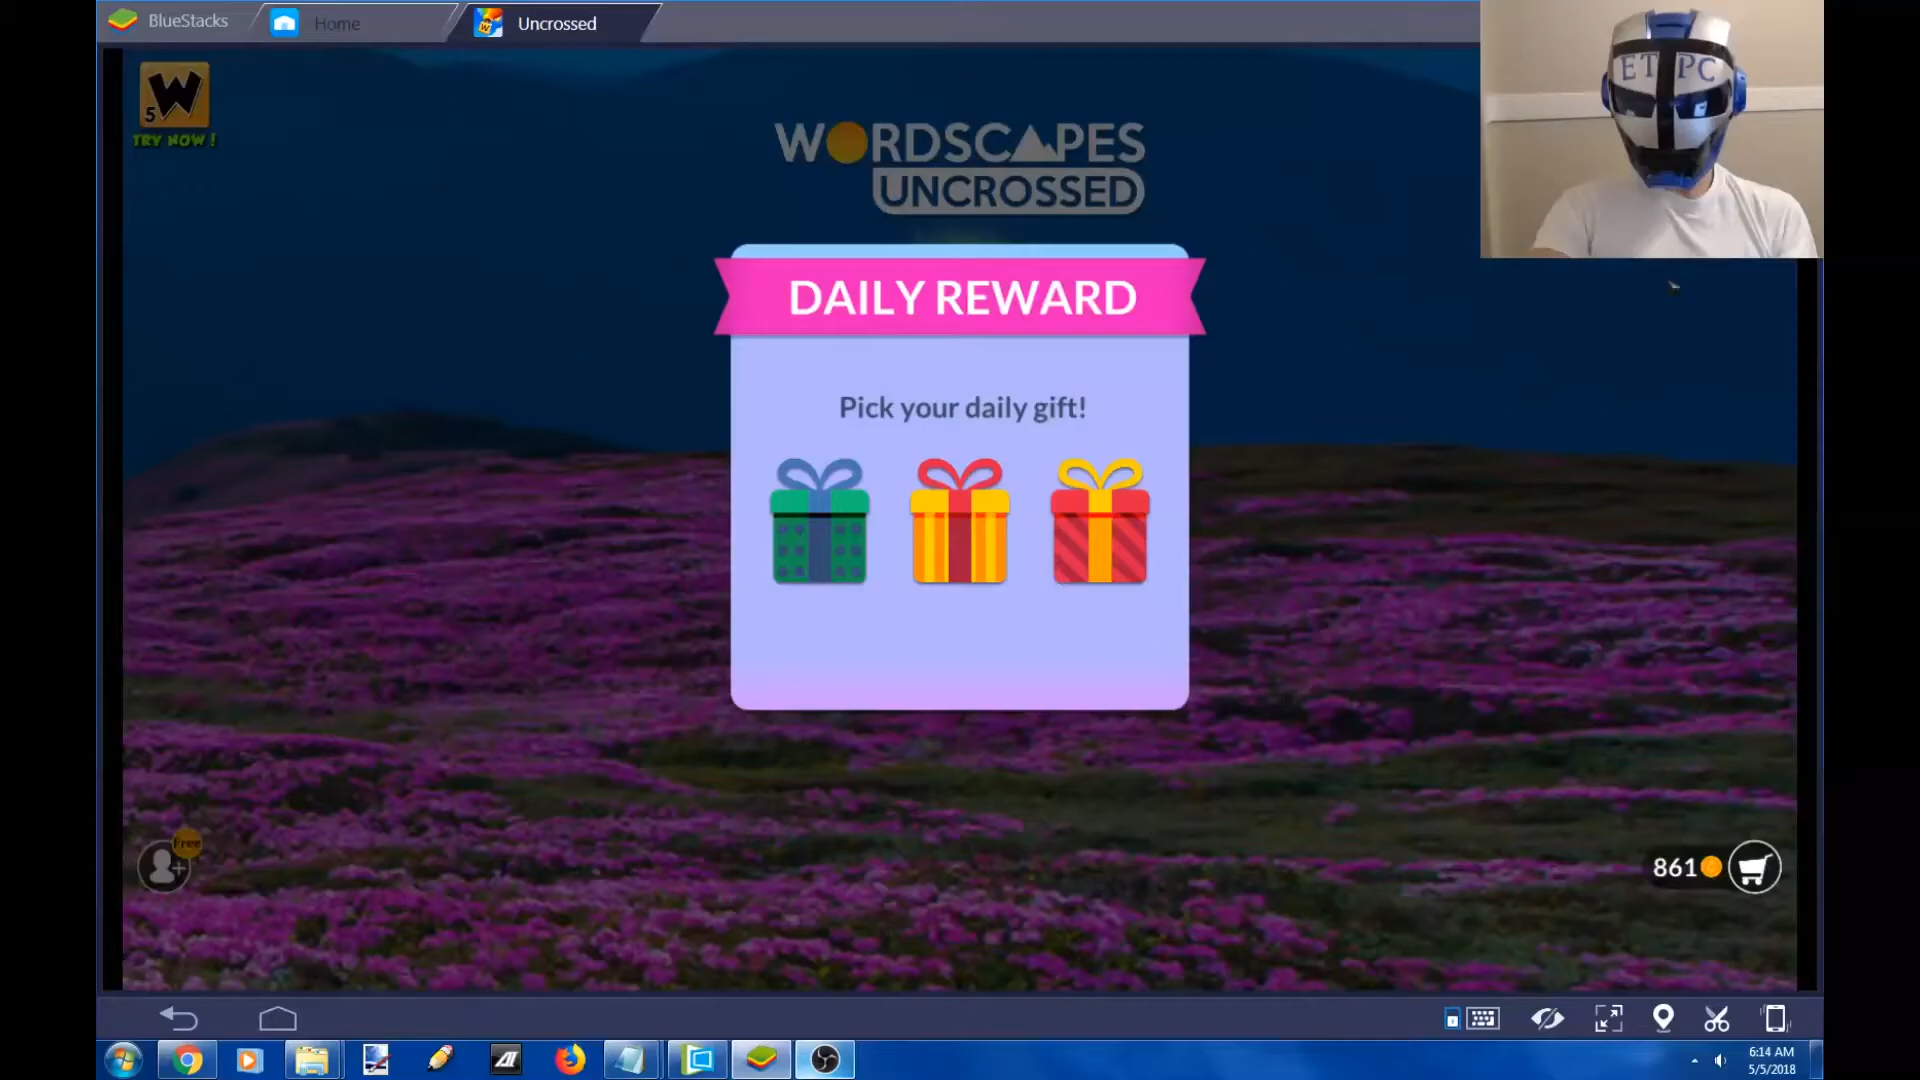 BlueStacks
Home
Uncrossed
ET PC
5 W
TRY NOW!
WORDSCAPES
UNCROSSED
DAILY REWARD
Pick your daily gift!
Free
861
6:14 AM
5/5/2018